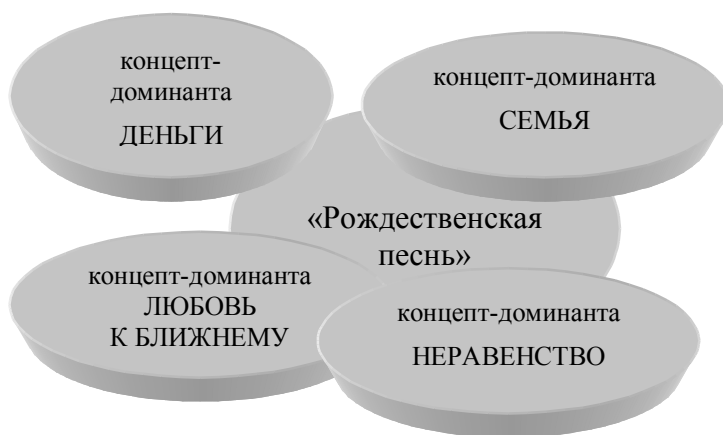 концепт-
доминанта
ДЕНЬГИ
концепт-доминанта
СЕМЬЯ
«Рождественская
песнь»
концепт-доминанта
ЛЮБОВЬ
К БЛИЖНЕМУ
концепт-доминанта
НЕРАВЕНСТВО